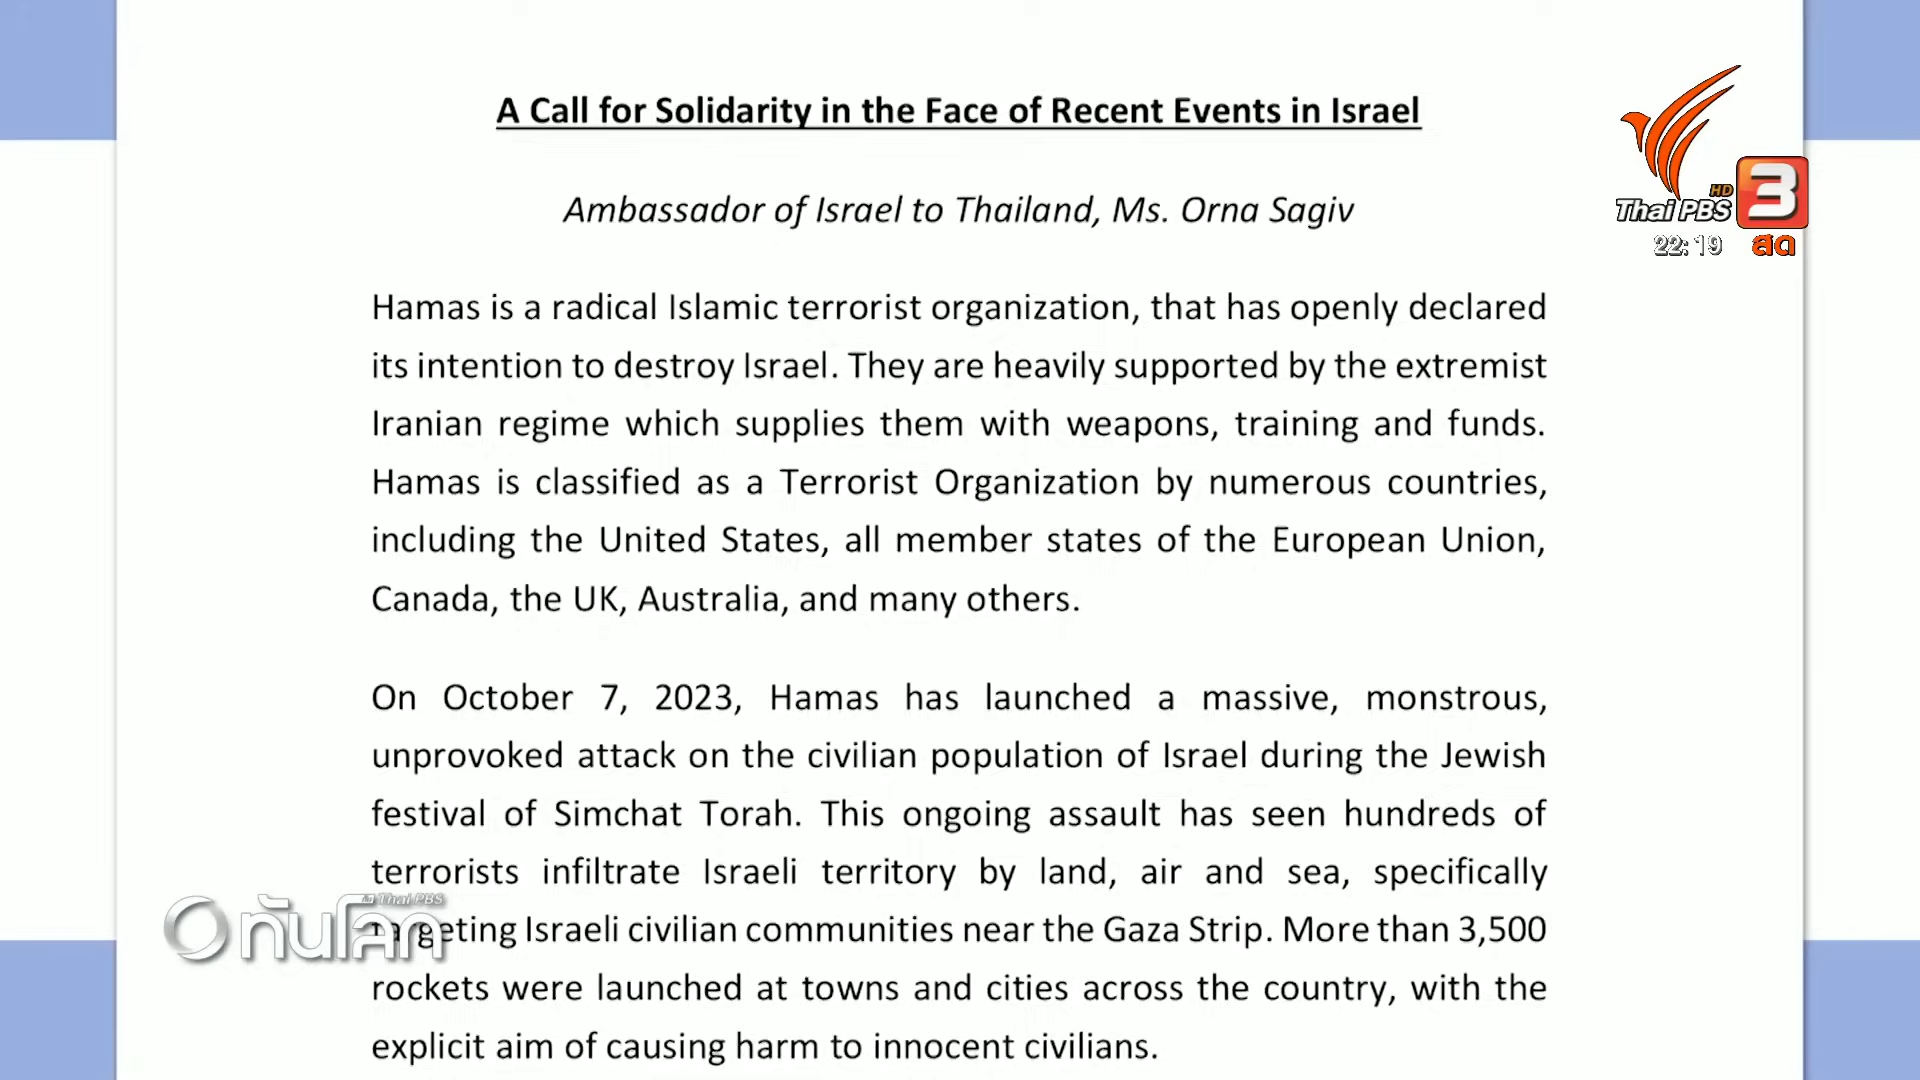 A Call for Solidarity in the Face of Recent Events in Israel
Ambassador of Israel to Thailand, Ms. Orna Sagiv
HD
Thai PBS 3
22:19 สด
Hamas is a radical Islamic terrorist organization, that has openly declared
its intention to destroy Israel. They are heavily supported by the extremist
Iranian regime which supplies them with weapons, training and funds.
Hamas is classified as a Terrorist Organization by numerous countries,
including the United States, all member states of the European Union,
Canada, the UK, Australia, and many others.
On October 7, 2023, Hamas has launched a massive, monstrous,
unprovoked attack on the civilian population of Israel during the Jewish
festival of Simchat Torah. This ongoing assault has seen hundreds of
terrorists infiltrate Israeli territory by land, air and sea, specifically
targeting Israeli civilian communities near the Gaza Strip. More than 3,500
rockets were launched at towns and cities across the country, with the
explicit aim of causing harm to innocent civilians.
Thai PBS
ทันโลก